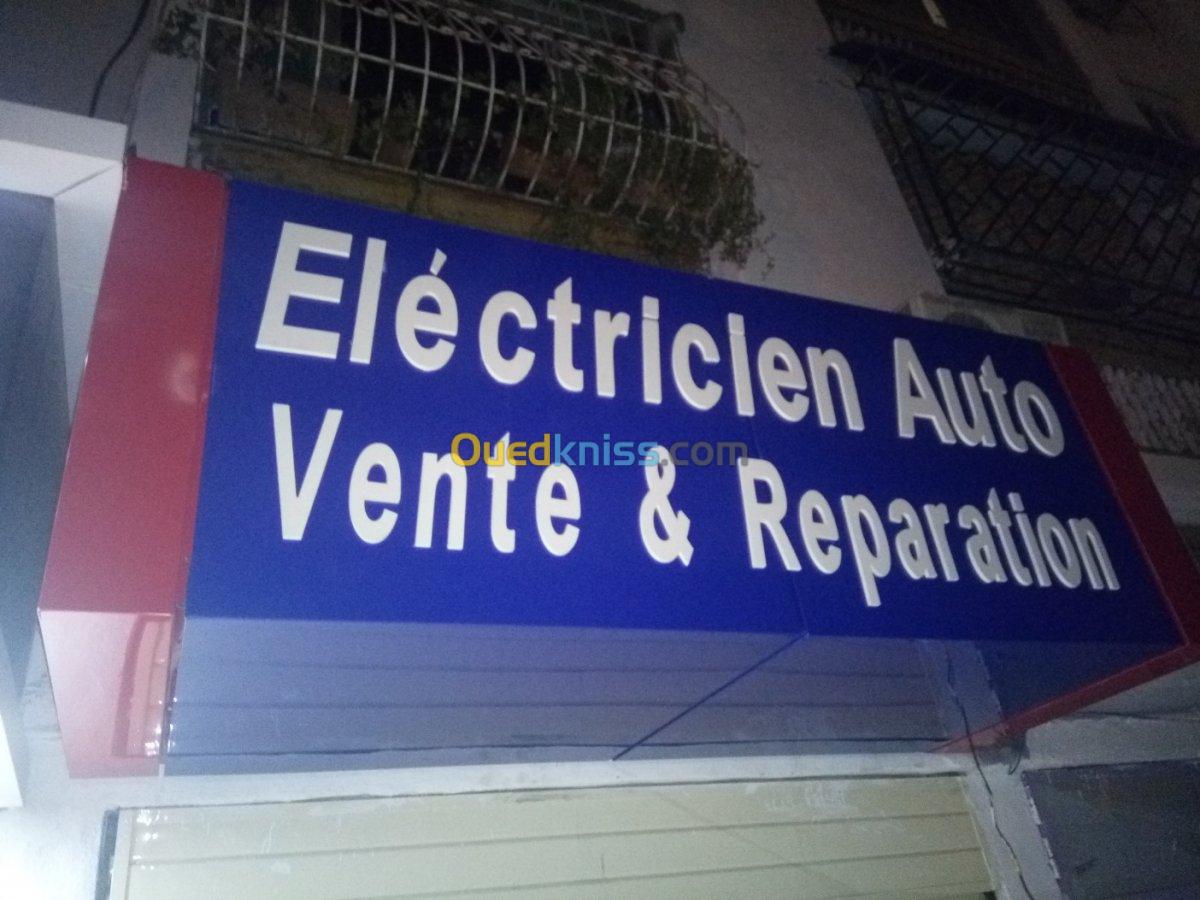 Eléctricien Auto
Vente & Reparation
Ouedkniss.com